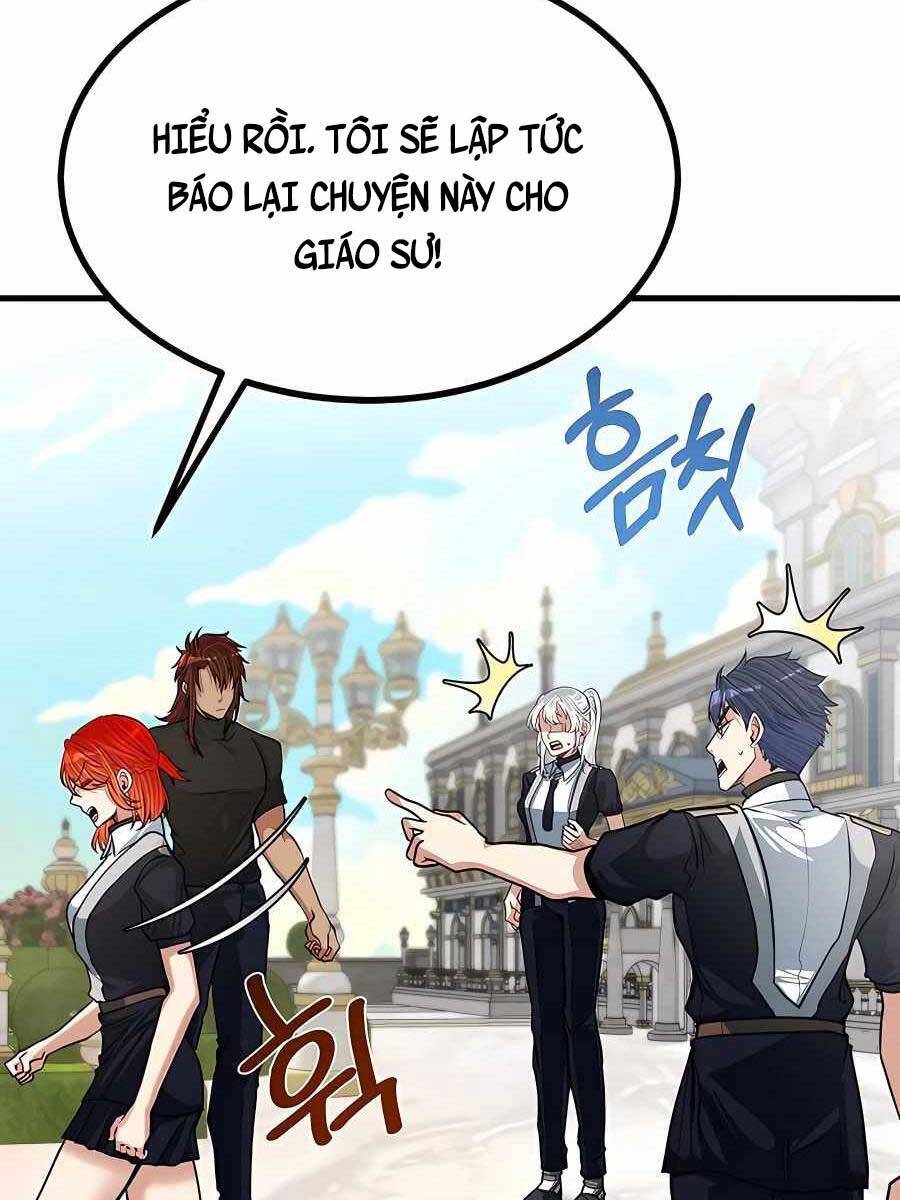 HIỂU RỒI. TÔI SẼ LẬP TỨC
BÁO LẠI CHUYỆN NÀY CHO
GIÁO SƯ!
흠칫
휙